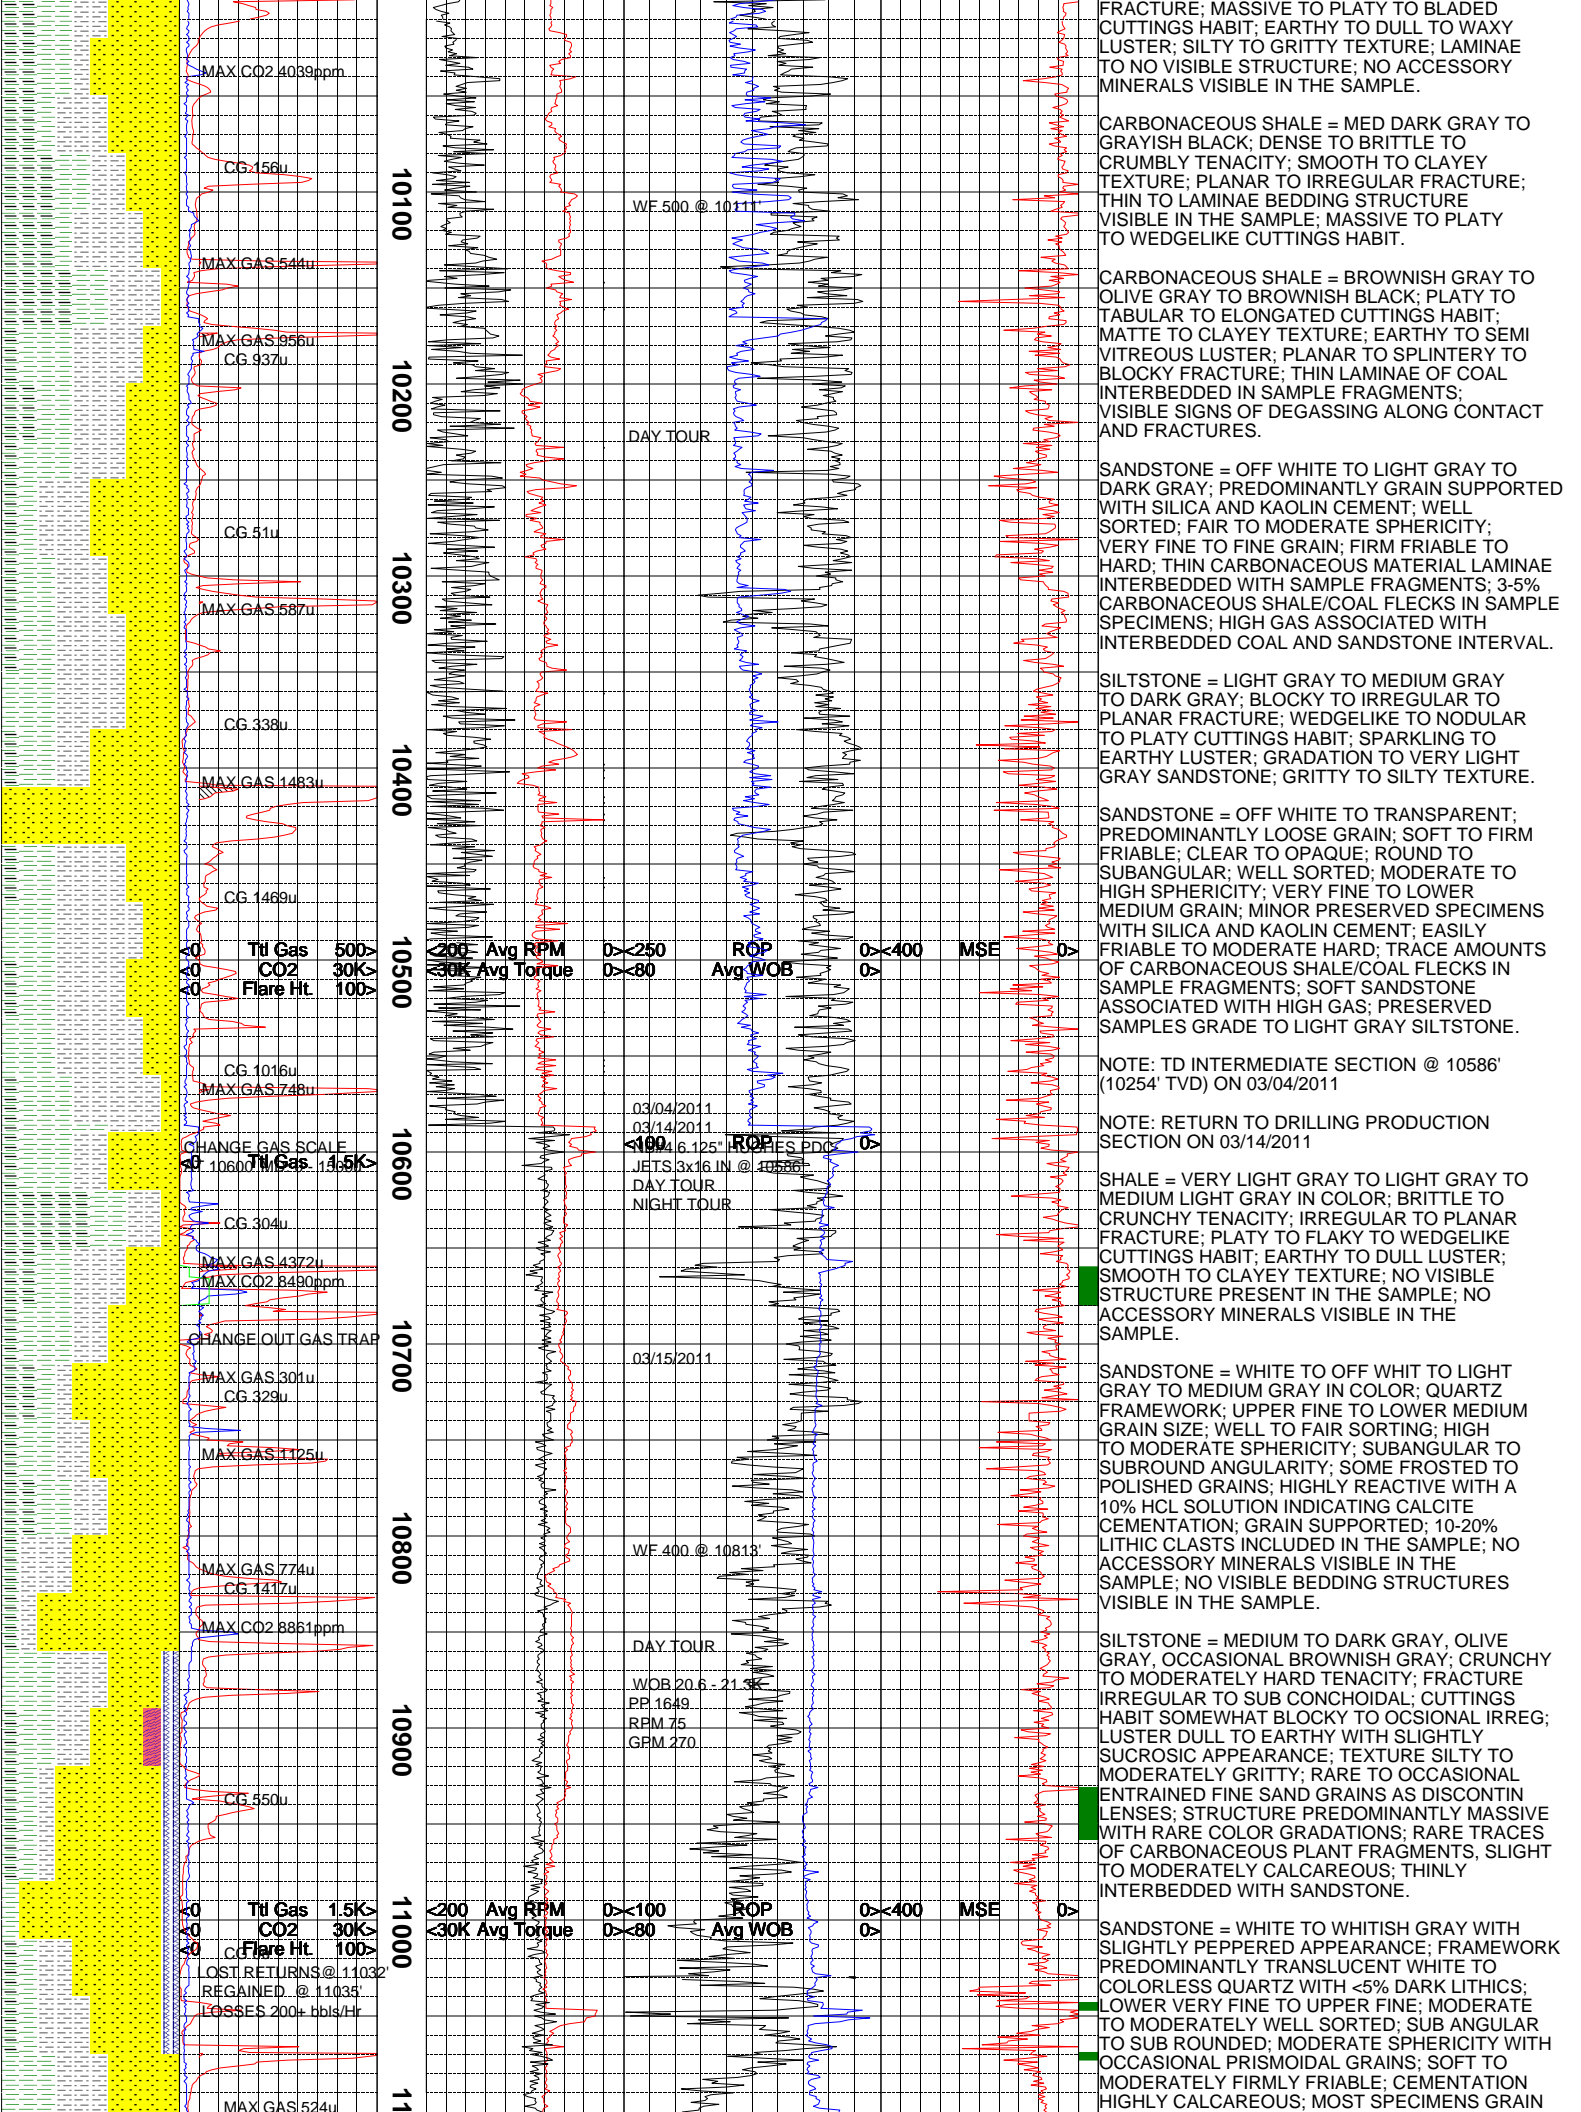 MAX CO2 4039ppm
CG 156u
MAX GAS 544u
MAX GAS 956u
CG 937u
CG 51u
MAX GAS 587u
CG 338u
MAX GAS 1483u
CG 1469u
<0 Ttl Gas 500>
<0 CO2 30K>
<0 Flare Ht. 100>
CG 1016u
MAX GAS 748u
CHANGE GAS SCALE
<0 Ttl Gas 1.5K>
CG 304u
MAX GAS 4372u
MAX CO2 8490ppm
CHANGE OUT GAS TRAP
MAX GAS 301u
CG 329u
MAX GAS 1125u
MAX GAS 774u
CG 1417u
MAX CO2 8861ppm
CG 550u
<0 Ttl Gas 1.5K>
<0 CO2 30K>
<0 Flare Ht. 100>
LOST RETURNS@ 11032'
REGAINED @ 11035'
LOSSES 200+ bbls/Hr
MAX GAS 524u
10100
10200
10300
10400
10500
10600
10700
10800
10900
11000
WF 500 @ 10111'
DAY TOUR
<200 Avg RPM 0><250 ROP 0><400 MSE 0>
<30K Avg Torque 0><80 Avg WOB 0>
03/04/2011
03/14/2011
<100 ROP 0>
NB#4 6.125" HUGHES PDC
JETS 3x16 IN @ 10586'
DAY TOUR
NIGHT TOUR
03/15/2011
WF 400 @ 10813'
DAY TOUR
WOB 20.6 - 21.3K
PP 1649
RPM 75
GPM 270
<200 Avg RPM 0><100 ROP 0><400 MSE 0>
<30K Avg Torque 0><80 Avg WOB 0>
FRACTURE; MASSIVE TO PLATY TO BLADED
CUTTINGS HABIT; EARTHY TO DULL TO WAXY
LUSTER; SILTY TO GRITTY TEXTURE; LAMINAE
TO NO VISIBLE STRUCTURE; NO ACCESSORY
MINERALS VISIBLE IN THE SAMPLE.
CARBONACEOUS SHALE = MED DARK GRAY TO
GRAYISH BLACK; DENSE TO BRITTLE TO
CRUMBLY TENACITY; SMOOTH TO CLAYEY
TEXTURE; PLANAR TO IRREGULAR FRACTURE;
THIN TO LAMINAE BEDDING STRUCTURE
VISIBLE IN THE SAMPLE; MASSIVE TO PLATY
TO WEDGELIKE CUTTINGS HABIT.
CARBONACEOUS SHALE = BROWNISH GRAY TO
OLIVE GRAY TO BROWNISH BLACK; PLATY TO
TABULAR TO ELONGATED CUTTINGS HABIT;
MATTE TO CLAYEY TEXTURE; EARTHY TO SEMI
VITREOUS LUSTER; PLANAR TO SPLINTERY TO
BLOCKY FRACTURE; THIN LAMINAE OF COAL
INTERBEDDED IN SAMPLE FRAGMENTS;
VISIBLE SIGNS OF DEGASSING ALONG CONTACT
AND FRACTURES.
SANDSTONE = OFF WHITE TO LIGHT GRAY TO
DARK GRAY; PREDOMINANTLY GRAIN SUPPORTED
WITH SILICA AND KAOLIN CEMENT; WELL
SORTED; FAIR TO MODERATE SPHERICITY;
VERY FINE TO FINE GRAIN; FIRM FRIABLE TO
HARD; THIN CARBONACEOUS MATERIAL LAMINAE
INTERBEDDED WITH SAMPLE FRAGMENTS; 3-5%
CARBONACEOUS SHALE/COAL FLECKS IN SAMPLE
SPECIMENS; HIGH GAS ASSOCIATED WITH
INTERBEDDED COAL AND SANDSTONE INTERVAL.
SILTSTONE = LIGHT GRAY TO MEDIUM GRAY
TO DARK GRAY; BLOCKY TO IRREGULAR TO
PLANAR FRACTURE; WEDGELIKE TO NODULAR
TO PLATY CUTTINGS HABIT; SPARKLING TO
EARTHY LUSTER; GRADATION TO VERY LIGHT
GRAY SANDSTONE; GRITTY TO SILTY TEXTURE.
SANDSTONE = OFF WHITE TO TRANSPARENT;
PREDOMINANTLY LOOSE GRAIN; SOFT TO FIRM
FRIABLE; CLEAR TO OPAQUE; ROUND TO
SUBANGULAR; WELL SORTED; MODERATE TO
HIGH SPHERICITY; VERY FINE TO LOWER
MEDIUM GRAIN; MINOR PRESERVED SPECIMENS
WITH SILICA AND KAOLIN CEMENT; EASILY
FRIABLE TO MODERATE HARD; TRACE AMOUNTS
OF CARBONACEOUS SHALE/COAL FLECKS IN
SAMPLE FRAGMENTS; SOFT SANDSTONE
ASSOCIATED WITH HIGH GAS; PRESERVED
SAMPLES GRADE TO LIGHT GRAY SILTSTONE.
NOTE: TD INTERMEDIATE SECTION @ 10586'
(10254' TVD) ON 03/04/2011
NOTE: RETURN TO DRILLING PRODUCTION
SECTION ON 03/14/2011
SHALE = VERY LIGHT GRAY TO LIGHT GRAY TO
MEDIUM LIGHT GRAY IN COLOR; BRITTLE TO
CRUNCHY TENACITY; IRREGULAR TO PLANAR
FRACTURE; PLATY TO FLAKY TO WEDGELIKE
CUTTINGS HABIT; EARTHY TO DULL LUSTER;
SMOOTH TO CLAYEY TEXTURE; NO VISIBLE
STRUCTURE PRESENT IN THE SAMPLE; NO
ACCESSORY MINERALS VISIBLE IN THE
SAMPLE.
SANDSTONE = WHITE TO OFF WHIT TO LIGHT
GRAY TO MEDIUM GRAY IN COLOR; QUARTZ
FRAMEWORK; UPPER FINE TO LOWER MEDIUM
GRAIN SIZE; WELL TO FAIR SORTING; HIGH
TO MODERATE SPHERICITY; SUBANGULAR TO
SUBROUND ANGULARITY; SOME FROSTED TO
POLISHED GRAINS; HIGHLY REACTIVE WITH A
10% HCL SOLUTION INDICATING CALCITE
CEMENTATION; GRAIN SUPPORTED; 10-20%
LITHIC CLASTS INCLUDED IN THE SAMPLE; NO
ACCESSORY MINERALS VISIBLE IN THE
SAMPLE; NO VISIBLE BEDDING STRUCTURES
VISIBLE IN THE SAMPLE.
SILTSTONE = MEDIUM TO DARK GRAY, OLIVE
GRAY, OCCASIONAL BROWNISH GRAY; CRUNCHY
TO MODERATELY HARD TENACITY; FRACTURE
IRREGULAR TO SUB CONCHOIDAL; CUTTINGS
HABIT SOMEWHAT BLOCKY TO OCSIONAL IRREG;
LUSTER DULL TO EARTHY WITH SLIGHTLY
SUCROSIC APPEARANCE; TEXTURE SILTY TO
MODERATELY GRITTY; RARE TO OCCASIONAL
ENTRAINED FINE SAND GRAINS AS DISCONTIN
LENSES; STRUCTURE PREDOMINANTLY MASSIVE
WITH RARE COLOR GRADATIONS; RARE TRACES
OF CARBONACEOUS PLANT FRAGMENTS, SLIGHT
TO MODERATELY CALCAREOUS; THINLY
INTERBEDDED WITH SANDSTONE.
SANDSTONE = WHITE TO WHITISH GRAY WITH
SLIGHTLY PEPPERED APPEARANCE; FRAMEWORK
PREDOMINANTLY TRANSLUCENT WHITE TO
COLORLESS QUARTZ WITH <5% DARK LITHICS;
LOWER VERY FINE TO UPPER FINE; MODERATE
TO MODERATELY WELL SORTED; SUB ANGULAR
TO SUB ROUNDED; MODERATE SPHERICITY WITH
OCCASIONAL PRISMOIDAL GRAINS; SOFT TO
MODERATELY FIRMLY FRIABLE; CEMENTATION
HIGHLY CALCAREOUS; MOST SPECIMENS GRAIN